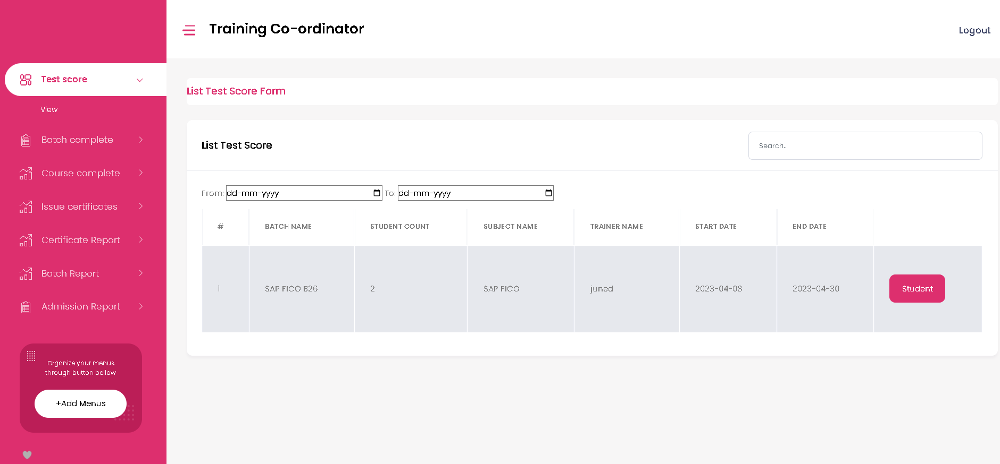 Training Co-ordinator
Logout
Test score
View
Batch complete
Course complete
Issue certificates
Certificate Report
Batch Report
Admission Report
Organize your menus
through button bellow
+Add Menus
List Test Score Form
List Test Score
Search..
From: dd-mm-yyyy To: dd-mm-yyyy
# BATCH NAME STUDENT COUNT SUBJECT NAME TRAINER NAME START DATE END DATE
1 SAP FICO B26 2 SAP FICO juned 2023-04-08 2023-04-30 Student